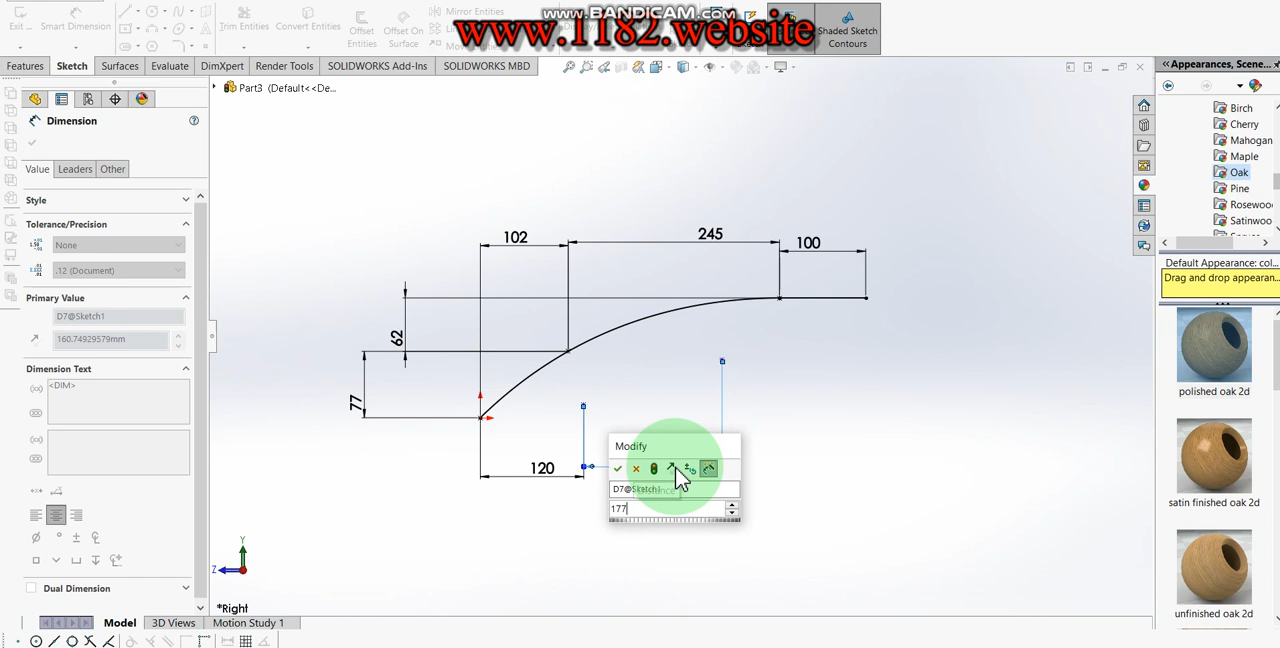 www.BANDICAM.com
www.1182.website
Exit ...
Smart Dimension
Trim Entities
Convert Entities
Offset
Entities
Offset On
Surface
Mirror Entities
Shaded Sketch
Contours
Features
Sketch
Surfaces
Evaluate
DimXpert
Render Tools
SOLIDWORKS Add-Ins
SOLIDWORKS MBD
Part3 (Default<<De...
Dimension
Value
Leaders
Other
Style
Tolerance/Precision
None
.12 (Document)
Primary Value
D7@Sketch1
160.74929579mm
Dimension Text
<DIM>
Dual Dimension
102
245
100
62
77
120
Modify
D7@Sketch1
177
Y
Z
*Right
Model
3D Views
Motion Study 1
Appearances, Scene...
Birch
Cherry
Mahogan
Maple
Oak
Pine
Rosewoo
Satinwoo
Default Appearance: col...
Drag and drop appearan...
polished oak 2d
satin finished oak 2d
unfinished oak 2d